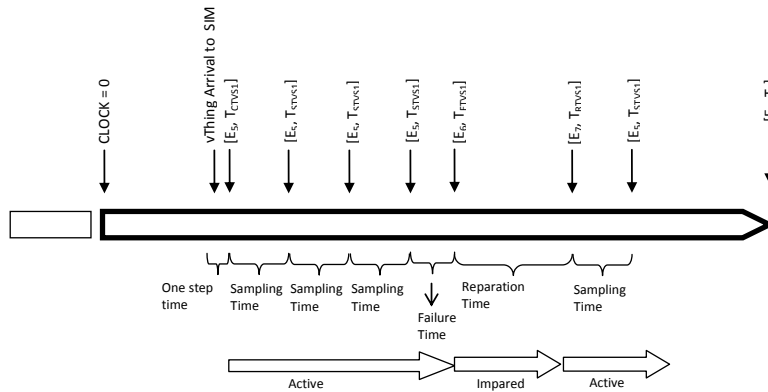 CLOCK = 0
vThing Arrival to SIM
[E5, TCTVS1]
[E5, TSTVS1]
[E5, TSTVS1]
[E5, TSTVS1]
[E6, TFTVS1]
[E7, TRTVS1]
[E5, TSTVS1]
One step
time
Sampling
Time
Sampling
Time
Sampling
Time
Failure
Time
Reparation
Time
Sampling
Time
Active
Impared
Active